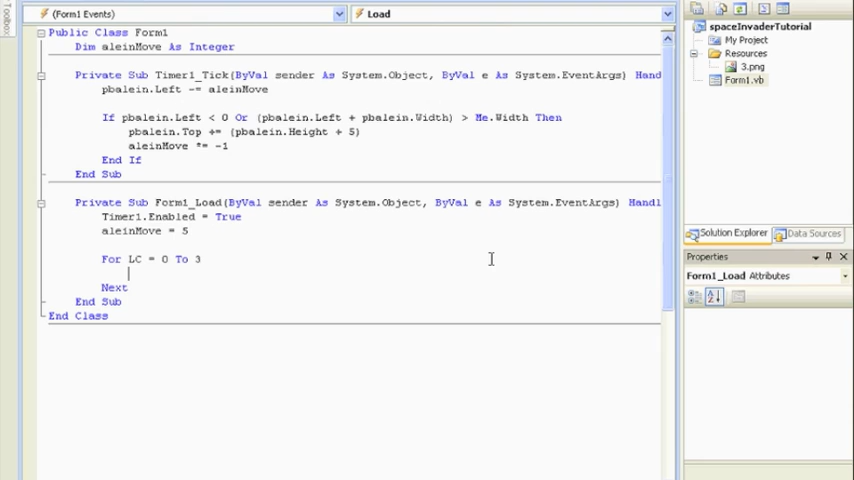 Toolbox
(Form1 Events)
Load
Public Class Form1
Dim aleinMove As Integer
Private Sub Timer1_Tick(ByVal sender As System.Object, ByVal e As System.EventArgs) Handl
pbalein.Left -= aleinMove
If pbalein.Left < 0 Or (pbalein.Left + pbalein.Width) > Me.Width Then
pbalein.Top += (pbalein.Height + 5)
aleinMove *= -1
End If
End Sub
Private Sub Form1_Load(ByVal sender As System.Object, ByVal e As System.EventArgs) Handl
Timer1.Enabled = True
aleinMove = 5
For LC = 0 To 3
Next
End Sub
End Class
spaceInvaderTutorial
My Project
Resources
3.png
Form1.vb
Solution Explorer
Data Sources
Properties
Form1_Load Attributes